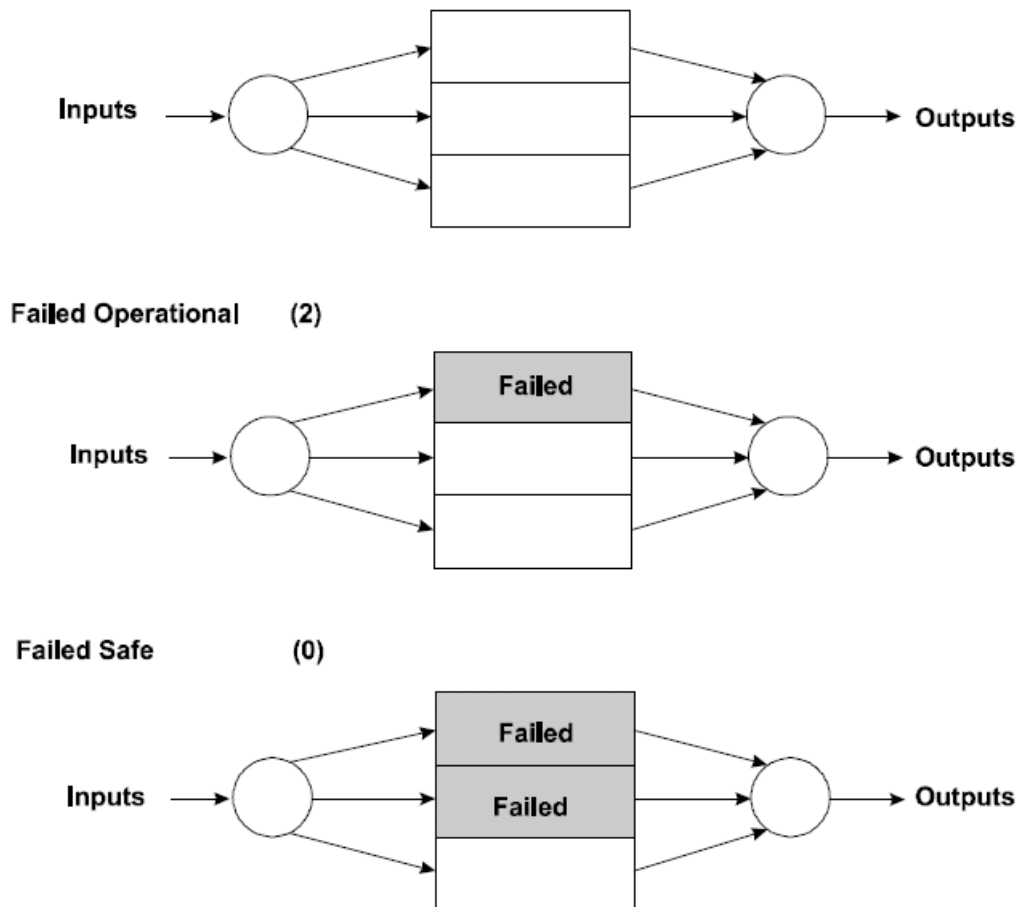 Inputs
Outputs
Failed Operational (2)
Failed
Inputs
Outputs
Failed Safe (0)
Failed
Inputs
Failed
Outputs